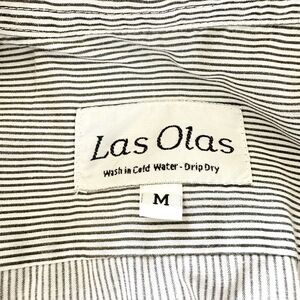 Las Olas
Wash in Cold Water - Drip Dry
M